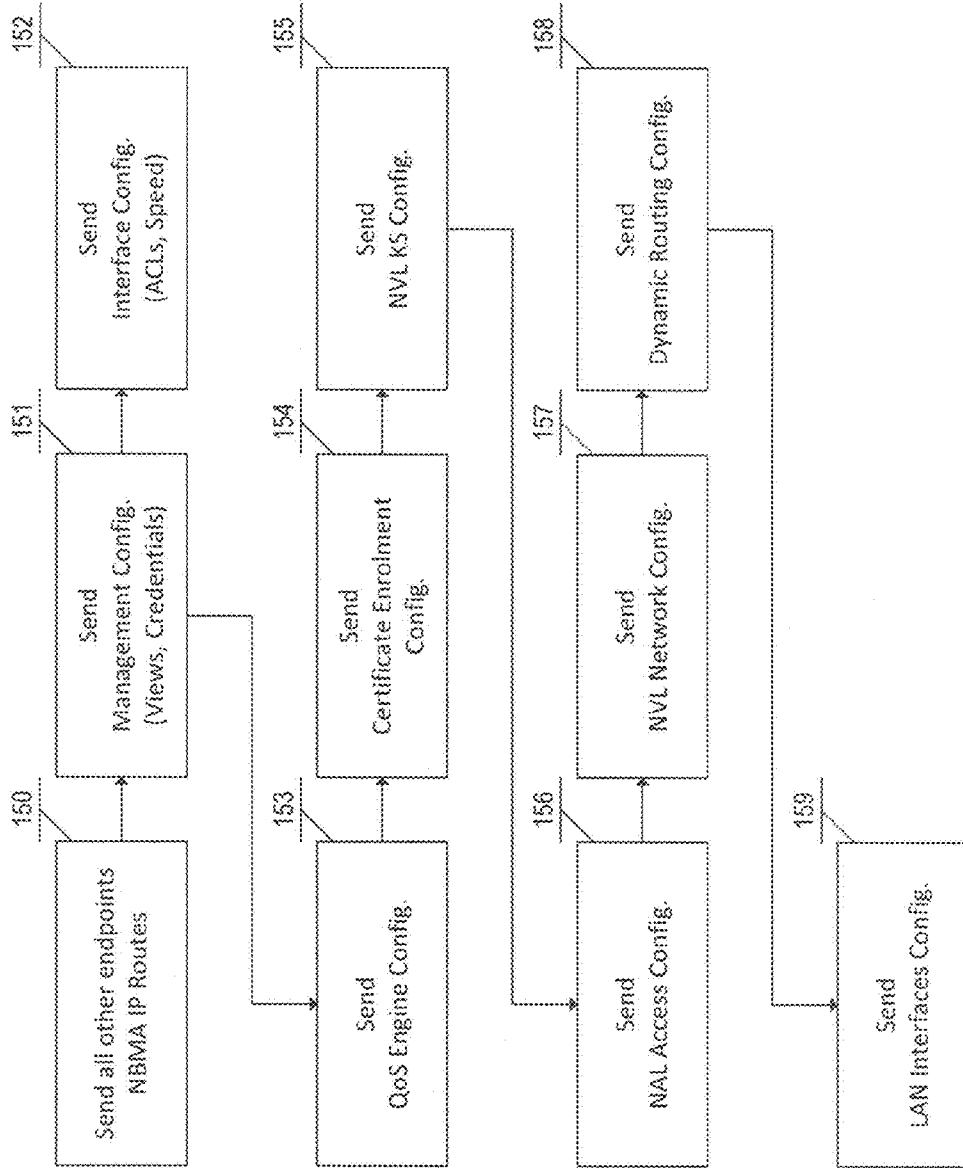 150
Send all other endpoints
NBMA IP Routes
151
Send
Management Config.
(Views, Credentials)
152
Send
Interface Config.
(ACLs, Speed)
153
Send
QoS Engine Config.
154
Send
Certificate Enrolment
Config.
155
Send
NVL KS Config.
156
Send
NAL Access Config.
157
Send
NVL Network Config.
158
Send
Dynamic Routing Config.
159
Send
LAN Interfaces Config.